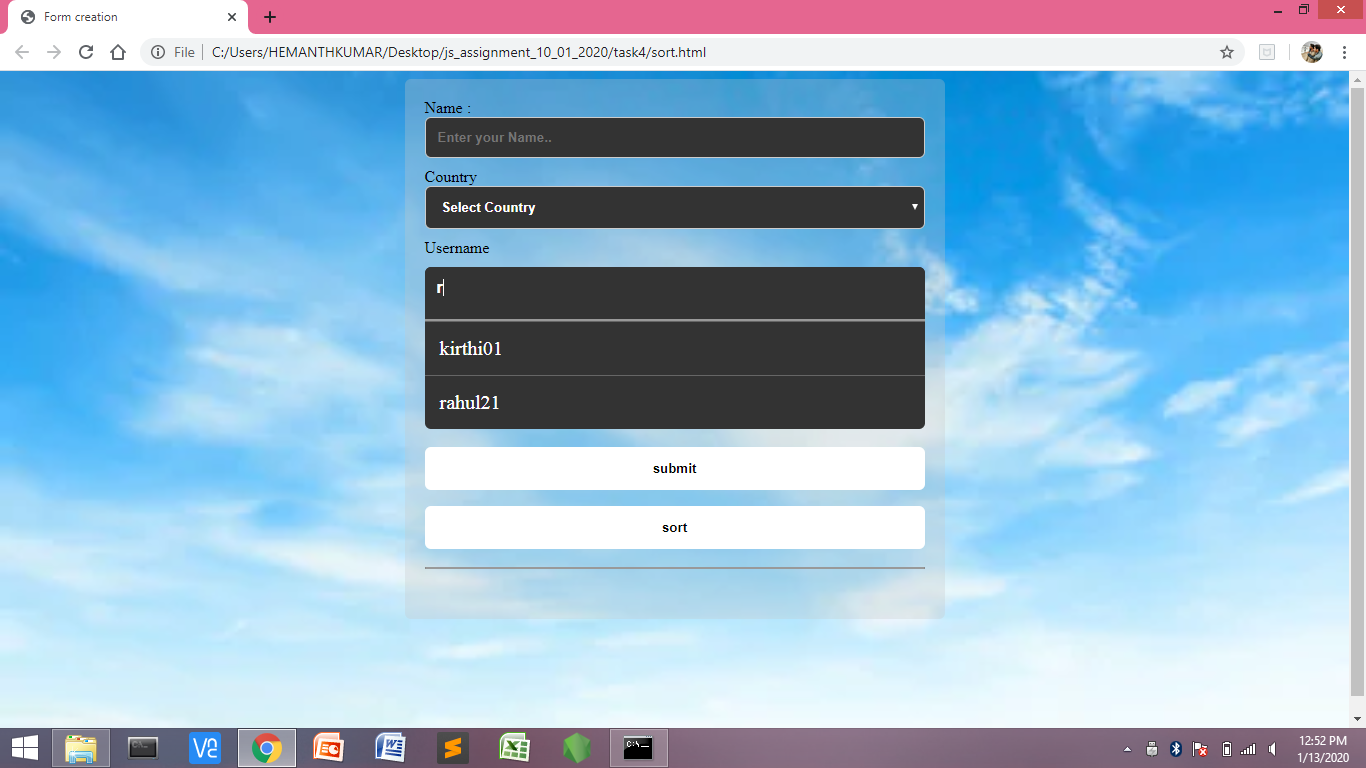 Form creation
File
C:/Users/HEMANTHKUMAR/Desktop/js_assignment_10_01_2020/task4/sort.html
Name :
Enter your Name..
Country
Select Country
Username
r
kirthi01
rahul21
submit
sort
12:52 PM
1/13/2020